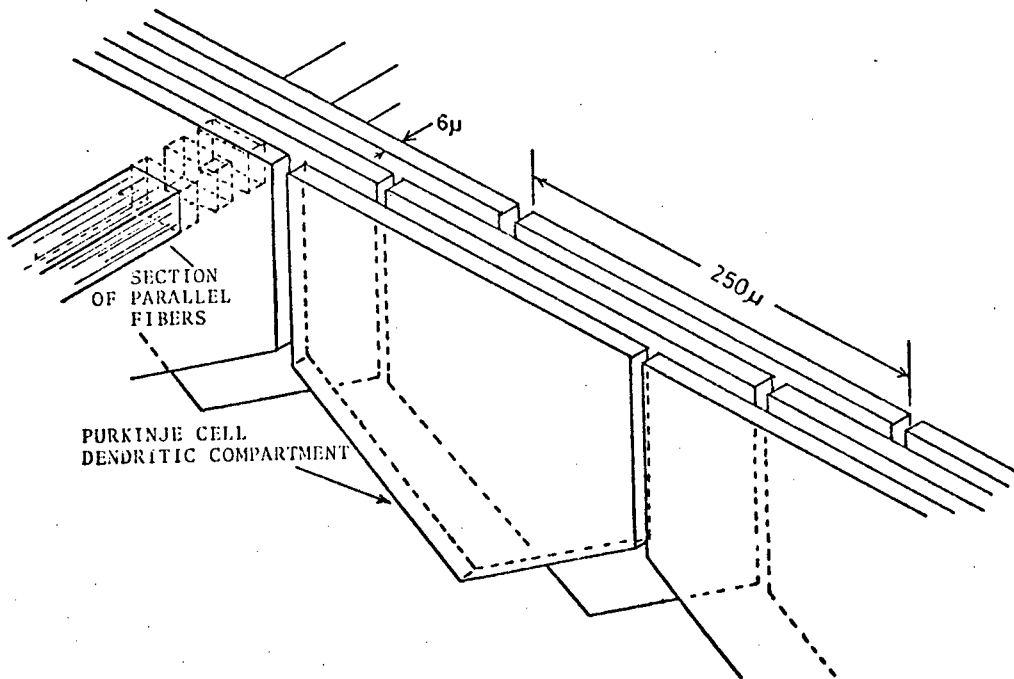 6μ
250μ
SECTION
OF PARALLEL
FIBERS
PURKINJE CELL
DENDRITIC COMPARTMENT